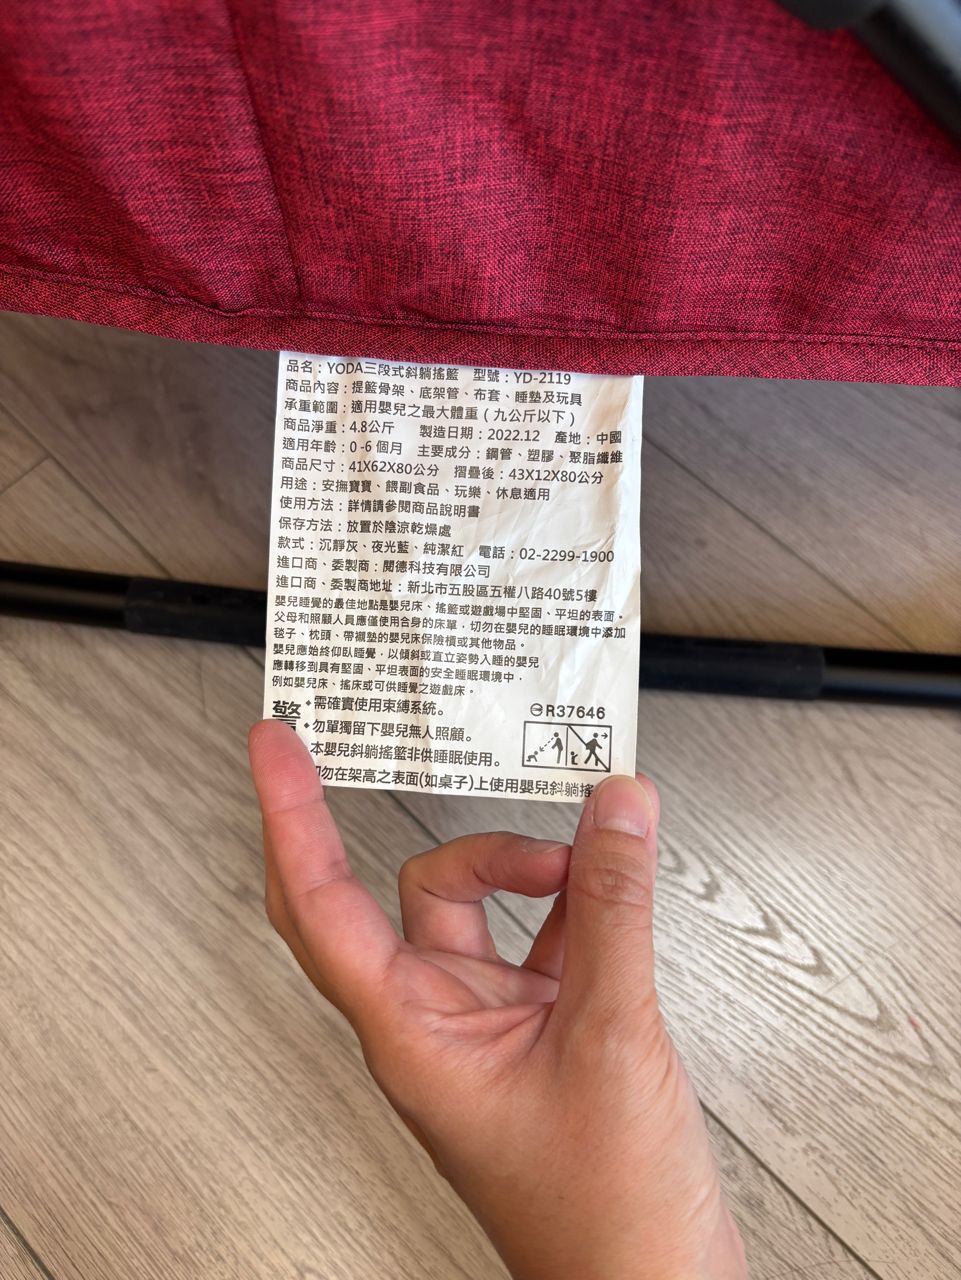 品名：YODA三段式斜躺搖籃 型號：YD-2119
商品內容：提籃骨架、底架管、布套、睡墊及玩具
承重範圍：適用嬰兒之最大體重（九公斤以下）
商品淨重：4.8公斤 製造日期：2022.12 產地：中國
適用年齡：0-6個月 主要成分：鋼管、塑膠、聚脂纖維
商品尺寸：41X62X80公分 摺疊後：43X12X80公分
用途：安撫寶寶、餵副食品、玩樂、休息適用
使用方法：詳情請參閱商品說明書
保存方法：放置於陰涼乾燥處
款式：沉靜灰、夜光藍、純潔紅 電話：02-2299-1900
進口商、委製商：閱德科技有限公司
進口商、委製商地址：新北市五股區五權八路40號5樓
嬰兒睡覺的最佳地點是嬰兒床、搖籃或遊戲場中堅固、平坦的表面。
父母和照顧人員應僅使用合身的床單，切勿在嬰兒的睡眠環境中添加
毯子、枕頭、帶襯墊的嬰兒床保險槓或其他物品。
嬰兒應始終仰臥睡覺，以傾斜或直立姿勢入睡的嬰兒
應轉移到具有堅固、平坦表面的安全睡眠環境中，
例如嬰兒床、搖床或可供睡覺之遊戲床。
警
•需確實使用束縛系統。
•勿單獨留下嬰兒無人照顧。
本嬰兒斜躺搖籃非供睡眠使用。
勿在架高之表面(如桌子)上使用嬰兒斜躺搖
R37646